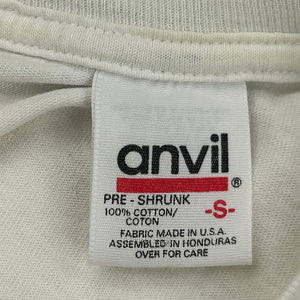 anvil
®
PRE - SHRUNK
100% COTTON/
COTON
-S-
FABRIC MADE IN U.S.A.
ASSEMBLED IN HONDURAS
OVER FOR CARE